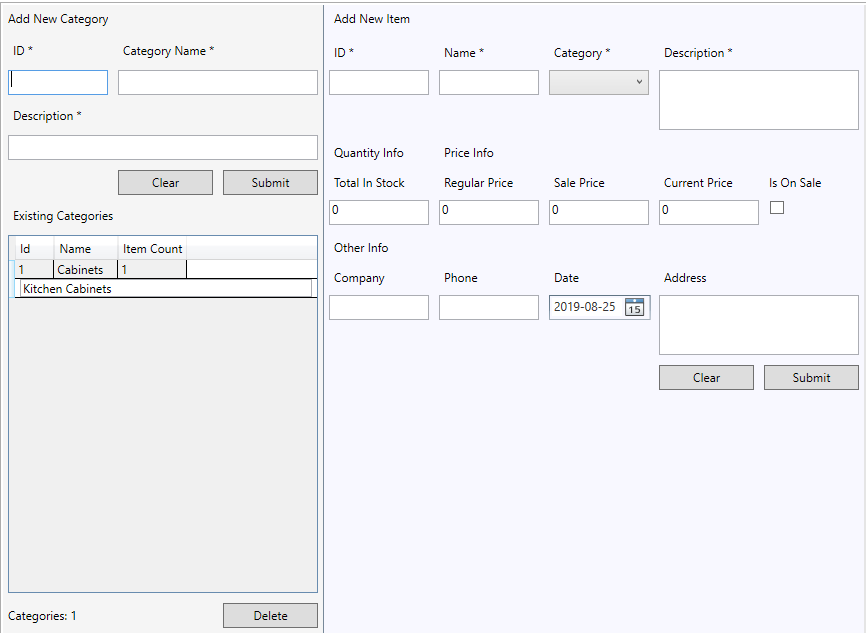 Add New Category
ID *
Category Name *
Description *
Clear
Submit
Existing Categories
Id Name Item Count
1 Cabinets 1
Kitchen Cabinets
Categories: 1
Delete
Add New Item
ID *
Name *
Category *
Description *
Quantity Info
Price Info
Total In Stock
Regular Price
Sale Price
Current Price
Is On Sale
0
0
0
0
Other Info
Company
Phone
Date
Address
2019-08-25
15
Clear
Submit